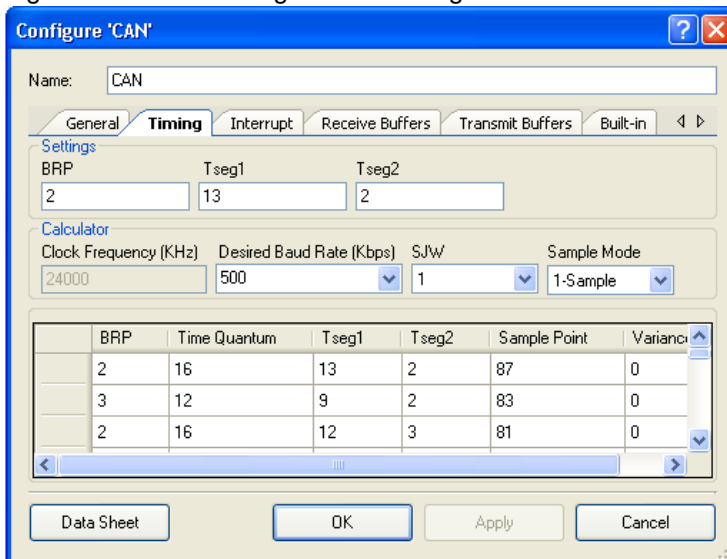 Configure 'CAN'
Name: CAN
General Timing Interrupt Receive Buffers Transmit Buffers Built-in
Settings
BRP Tseg1 Tseg2
2 13 2
Calculator
Clock Frequency (KHz) Desired Baud Rate (Kbps) SJW Sample Mode
24000 500 1 1-Sample
BRP Time Quantum Tseg1 Tseg2 Sample Point
2 16 13 2 87 0
3 12 9 2 83 0
2 16 12 3 81 0
Data Sheet OK Apply Cancel